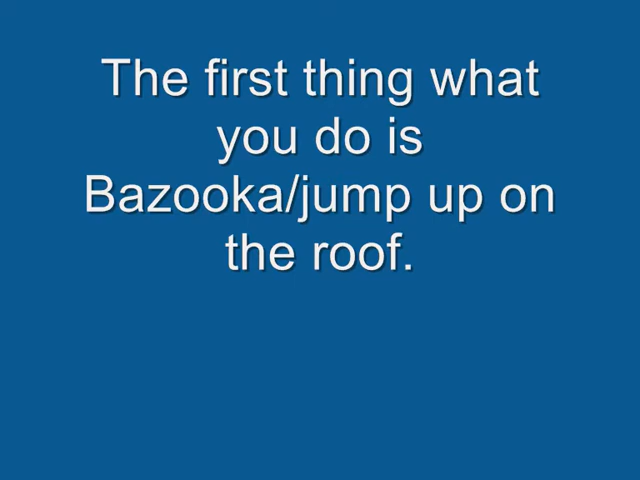 The first thing what
you do is
Bazooka/jump up on
the roof.